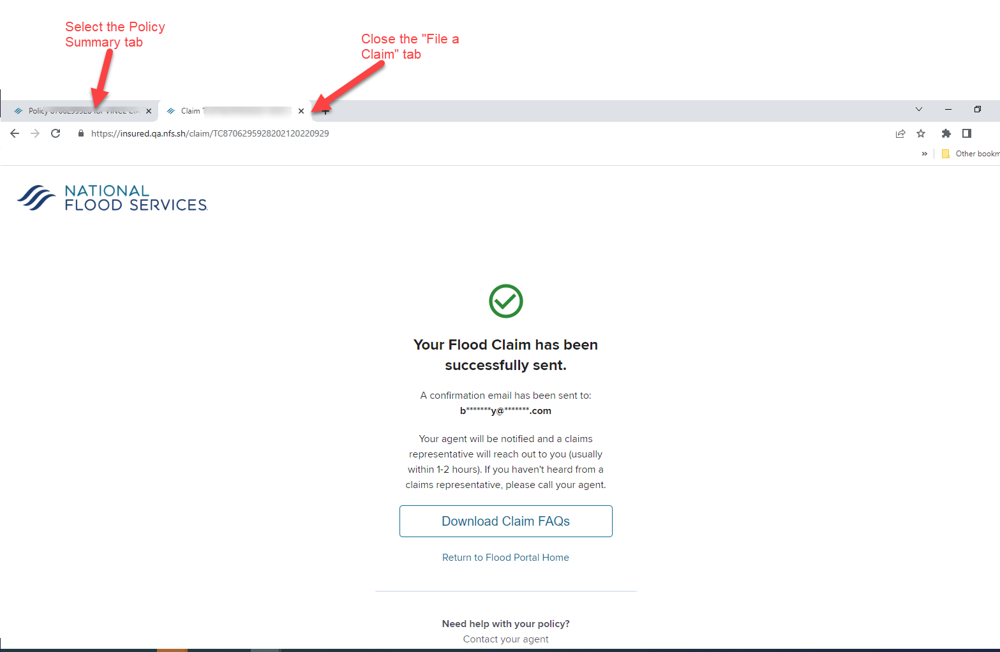 Select the Policy
Summary tab
Close the "File a
Claim" tab
Policy
Claim
https://insured.qa.nfs.sh/claim/TC8706295928202120220929
Other bookm
NATIONAL
FLOOD SERVICES
Your Flood Claim has been
successfully sent.
A confirmation email has been sent to:
b*******y@*******.com
Your agent will be notified and a claims
representative will reach out to you (usually
within 1-2 hours). If you haven't heard from a
claims representative, please call your agent.
Download Claim FAQs
Return to Flood Portal Home
Need help with your policy?
Contact your agent